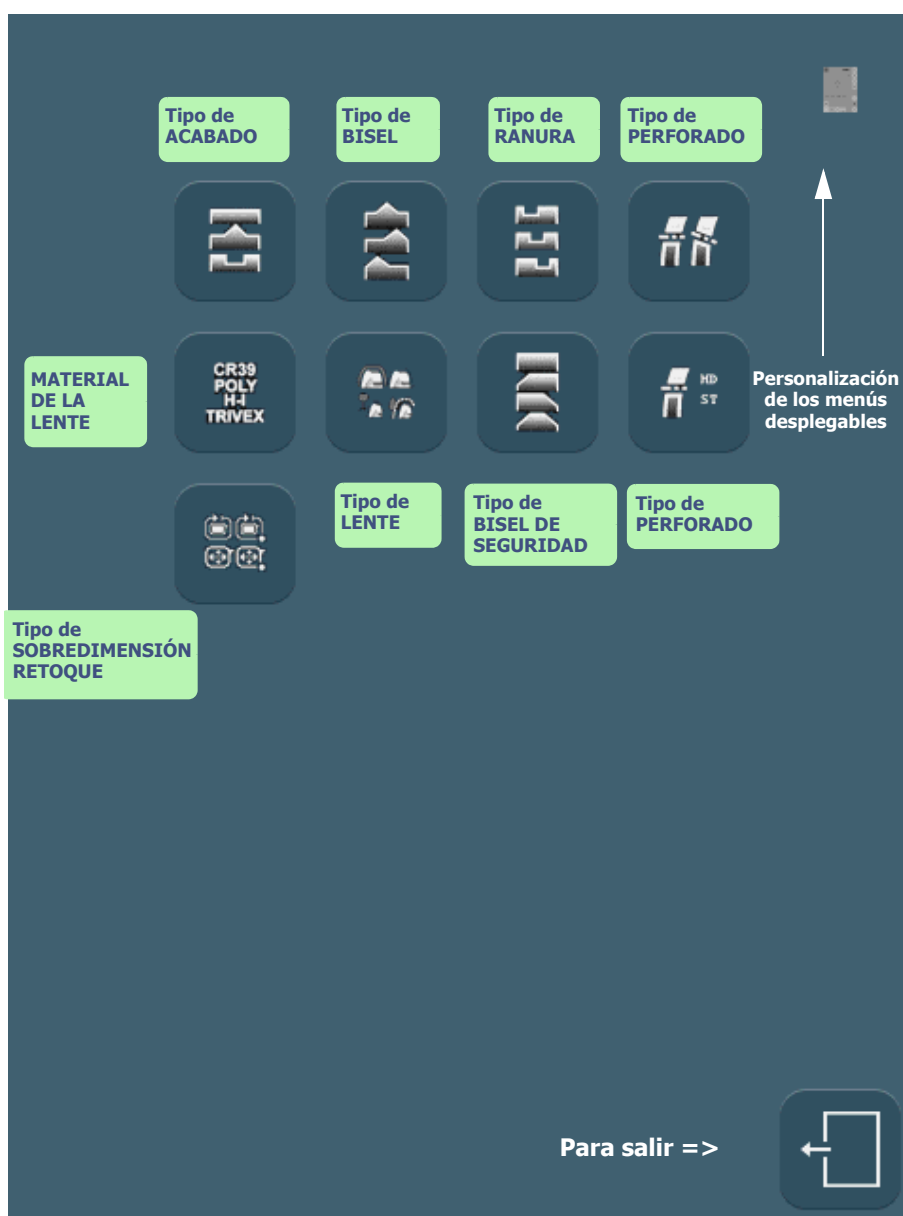 Tipo de
ACABADO
Tipo de
BISEL
Tipo de
RANURA
Tipo de
PERFORADO
MATERIAL
DE LA
LENTE
CR39
POLY
H-I
TRIVEX
HD
ST
Personalización
de los menús
desplegables
Tipo de
LENTE
Tipo de
BISEL DE
SEGURIDAD
Tipo de
PERFORADO
Tipo de
SOBREDIMENSIÓN
RETOQUE
Para salir =>